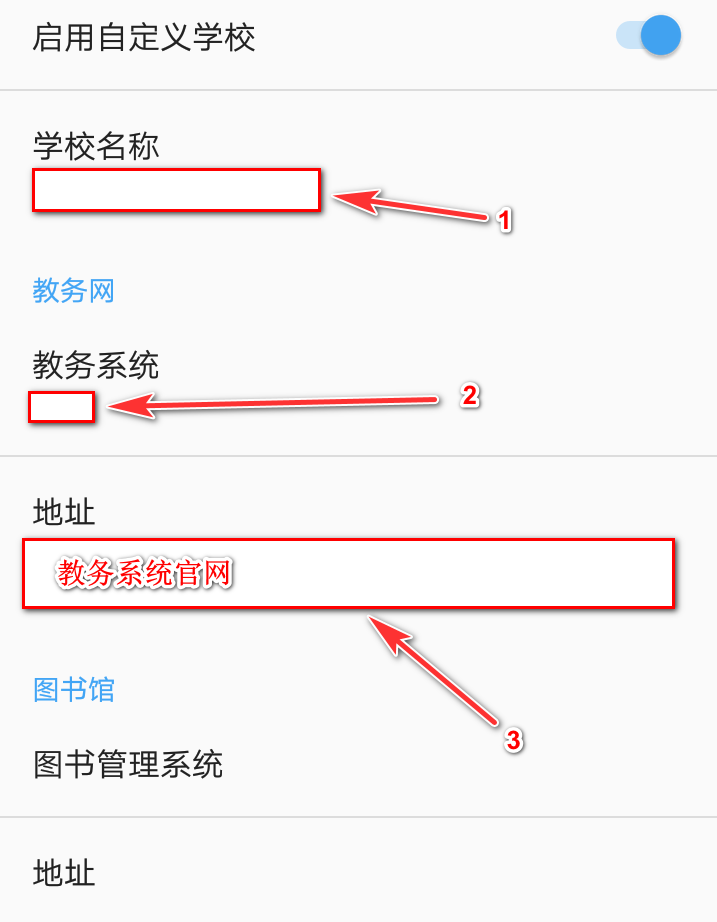 启用自定义学校
学校名称
1
教务网
教务系统
2
地址
教务系统官网
图书馆
3
图书管理系统
地址